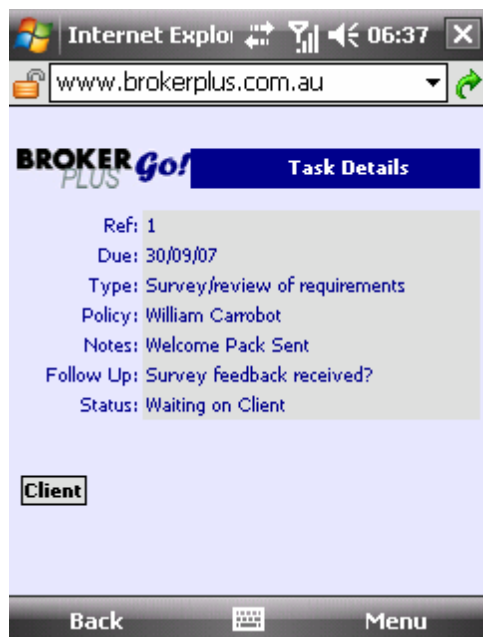 Internet Explo 06:37
www.brokerplus.com.au
BROKER PLUS Go! Task Details
Ref: 1
Due: 30/09/07
Type: Survey/review of requirements
Policy: William Carrobot
Notes: Welcome Pack Sent
Follow Up: Survey feedback received?
Status: Waiting on Client
Client
Back Menu